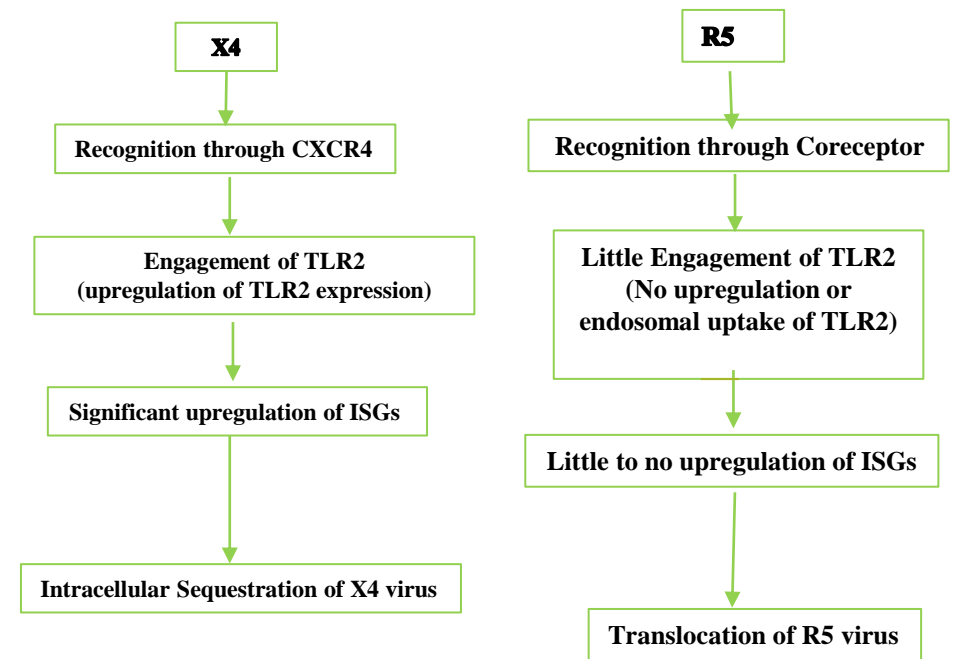 X4
Recognition through CXCR4
Engagement of TLR2
(upregulation of TLR2 expression)
Significant upregulation of ISGs
Intracellular Sequestration of X4 virus
R5
Recognition through Coreceptor
Little Engagement of TLR2
(No upregulation or
endosomal uptake of TLR2)
Little to no upregulation of ISGs
Translocation of R5 virus